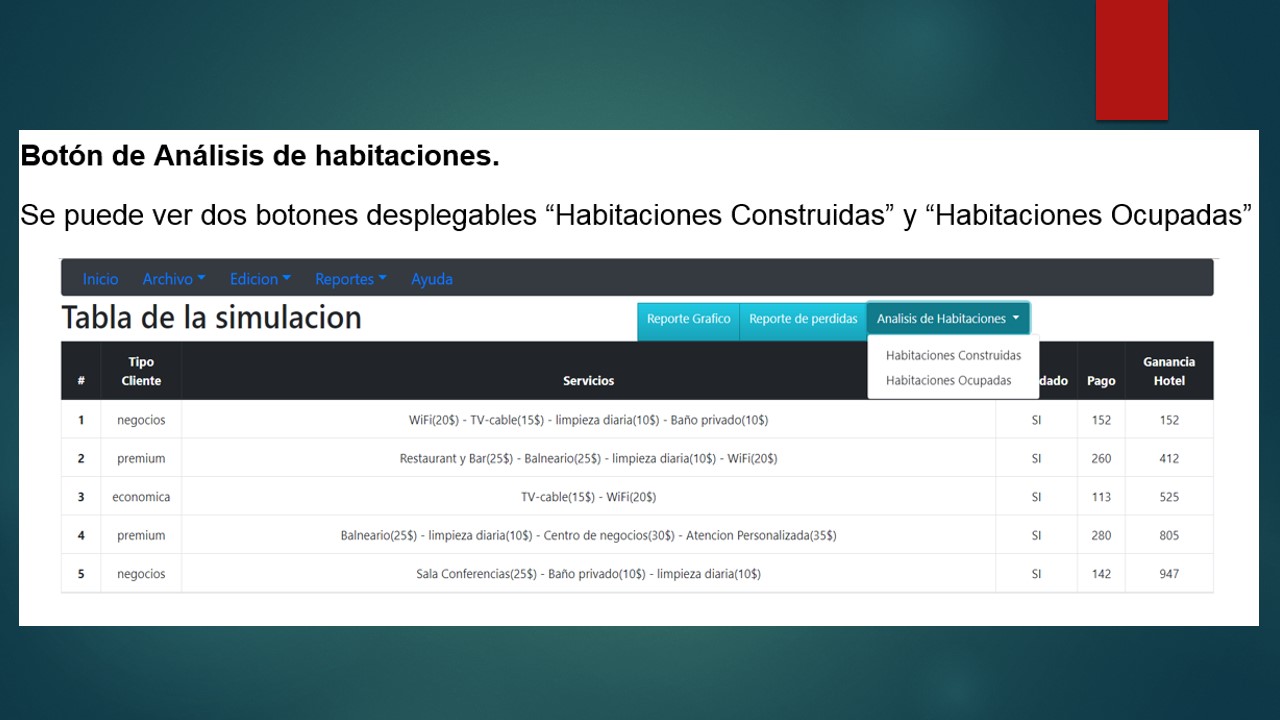 Botón de Análisis de habitaciones.
Se puede ver dos botones desplegables “Habitaciones Construidas” y “Habitaciones Ocupadas”
Inicio Archivo Edicion Reportes Ayuda
Tabla de la simulacion
Reporte Grafico Reporte de perdidas Analisis de Habitaciones
Habitaciones Construidas
Habitaciones Ocupadas
# Tipo Cliente Servicios dado Pago Ganancia Hotel
1 negocios WiFi(20$) - TV-cable(15$) - limpieza diaria(10$) - Baño privado(10$) SI 152 152
2 premium Restaurant y Bar(25$) - Balneario(25$) - limpieza diaria(10$) - WiFi(20$) SI 260 412
3 economica TV-cable(15$) - WiFi(20$) SI 113 525
4 premium Balneario(25$) - limpieza diaria(10$) - Centro de negocios(30$) - Atencion Personalizada(35$) SI 280 805
5 negocios Sala Conferencias(25$) - Baño privado(10$) - limpieza diaria(10$) SI 142 947